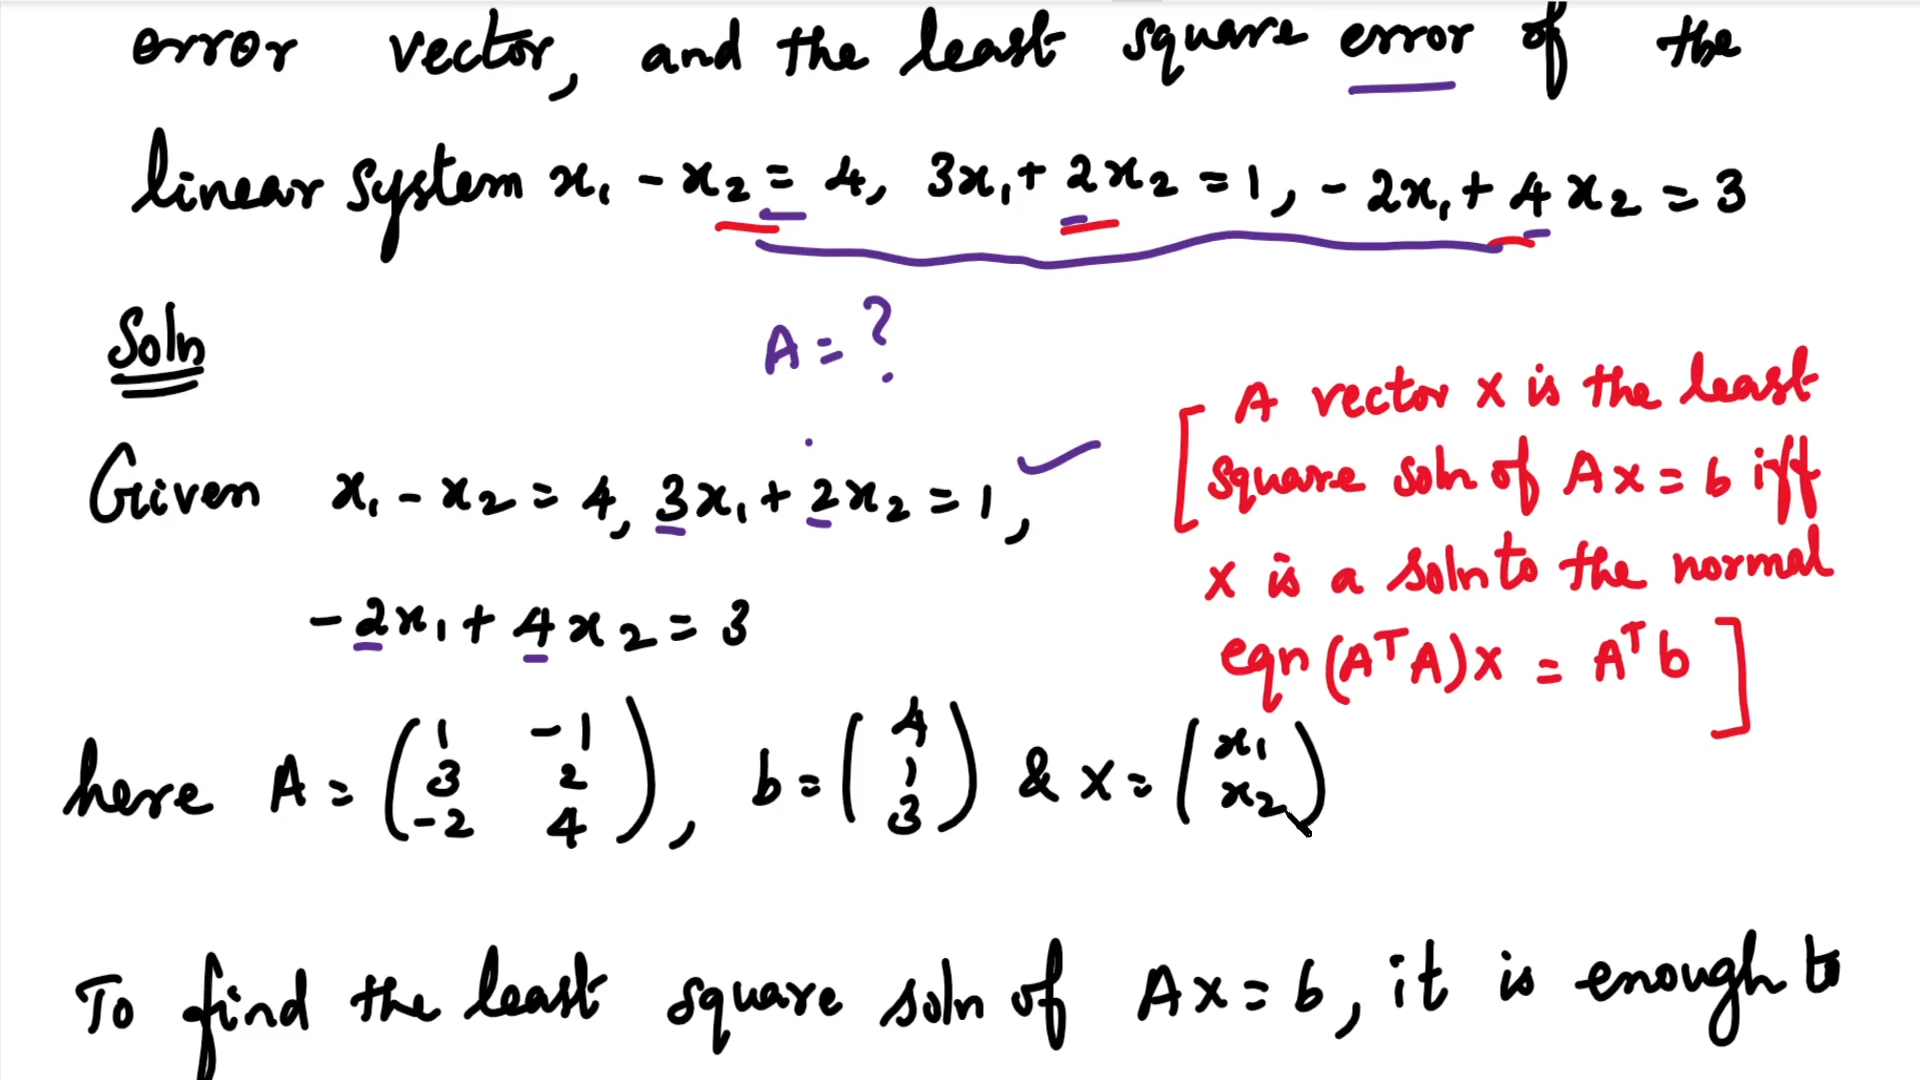 error vector, and the least square error of the
linear system x₁ - x₂ = 4, 3x₁ + 2x₂ = 1, - 2x₁ + 4x₂ = 3
Soln
A = ?
Given x₁ - x₂ = 4, 3x₁ + 2x₂ = 1,
- 2x₁ + 4x₂ = 3
[ A vector x is the least
square soln of Ax = b iff
x is a soln to the normal
eqn (AᵀA)x = Aᵀb ]
here A = ( 1 -1
3 2
-2 4 ), b = ( 4
1
3 ) & x = ( x₁
x₂ )
To find the least square soln of Ax = b, it is enough to